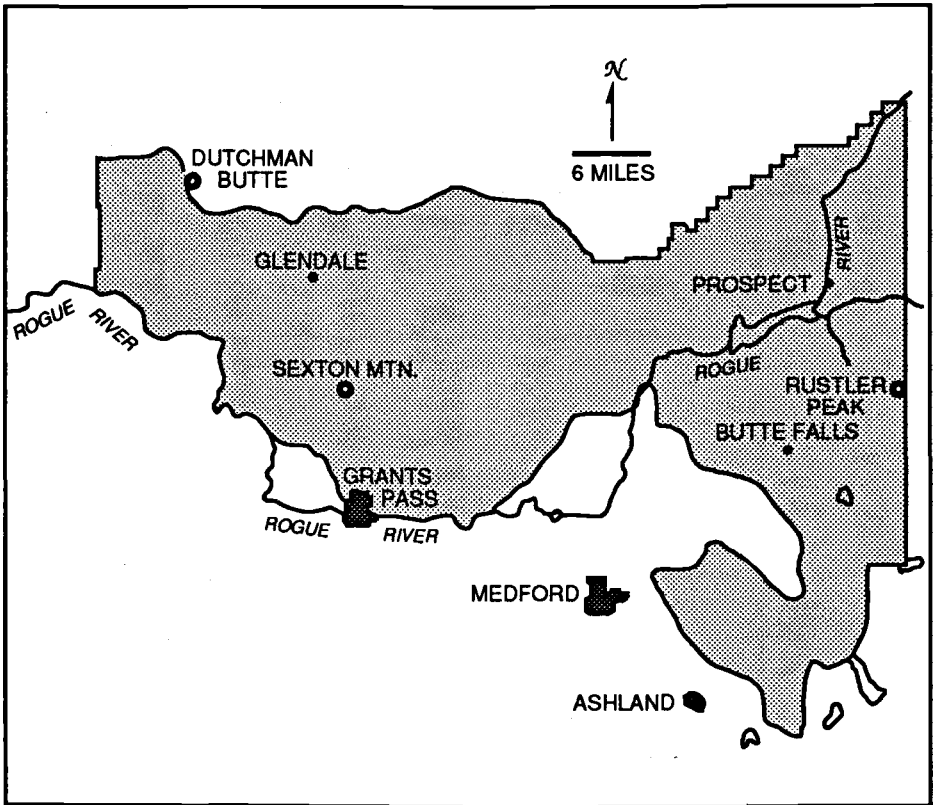 N
6 MILES
DUTCHMAN
BUTTE
GLENDALE
PROSPECT
RIVER
ROGUE
RIVER
SEXTON MTN.
ROGUE
RUSTLER
PEAK
BUTTE FALLS
GRANTS
PASS
ROGUE
RIVER
MEDFORD
ASHLAND